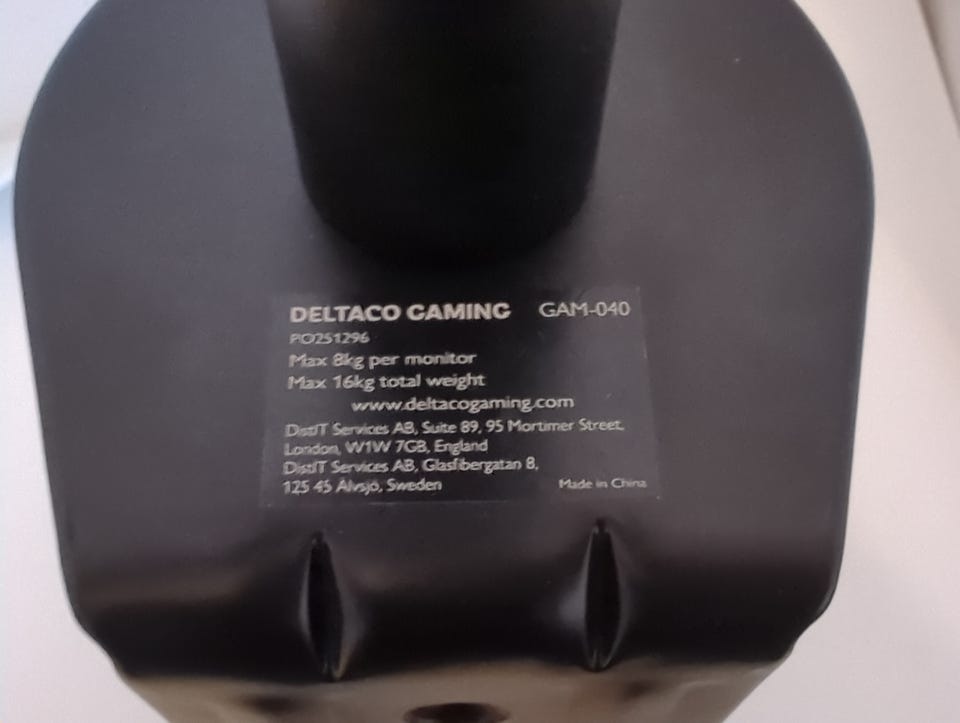 DELTACO GAMING GAM-040
PO251296
Max 8kg per monitor
Max 16kg total weight
www.deltacogaming.com
DistIT Services AB, Suite 89, 95 Mortimer Street,
London, W1W 7GB, England
DistIT Services AB, Glasfibergatan 8,
125 45 Älvsjö, Sweden Made in China